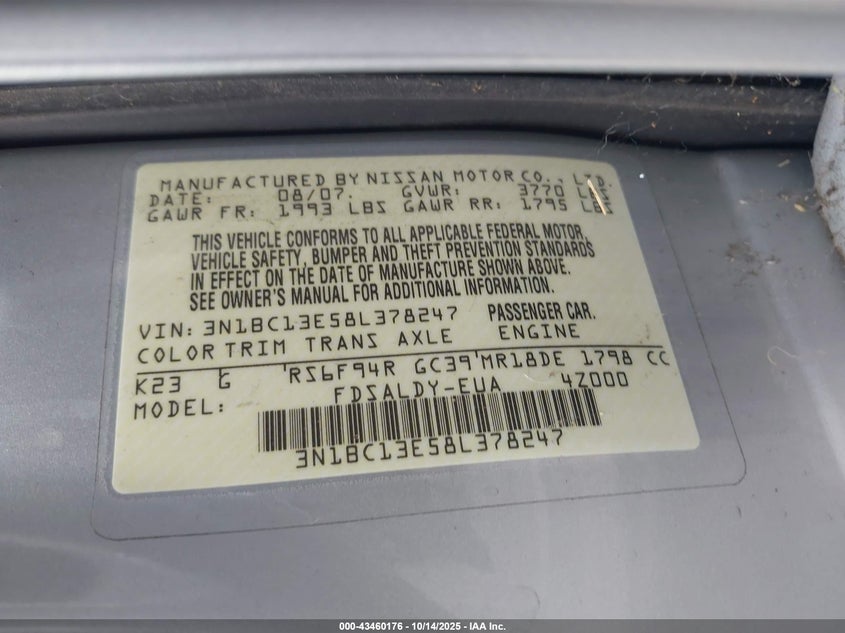 MANUFACTURED BY NISSAN MOTOR CO., LTD.
DATE: 08/07. GVWR: 3770
GAWR FR: 1993 LBS GAWR RR: 1795
THIS VEHICLE CONFORMS TO ALL APPLICABLE FEDERAL MOTOR
VEHICLE SAFETY, BUMPER AND THEFT PREVENTION STANDARDS
IN EFFECT ON THE DATE OF MANUFACTURE SHOWN ABOVE.
SEE OWNER'S MANUAL FOR ADDITIONAL INFORMATION.
VIN: 3N1BC13E58L378247 PASSENGER CAR.
COLOR TRIM TRANS AXLE ENGINE
K23 G RS6F94R GC39 MR18DE 1798 CC
MODEL: FDSALDY-EUA 4Z000
3N1BC13E58L378247
000-43460176 | 10/14/2025 - IAA Inc.